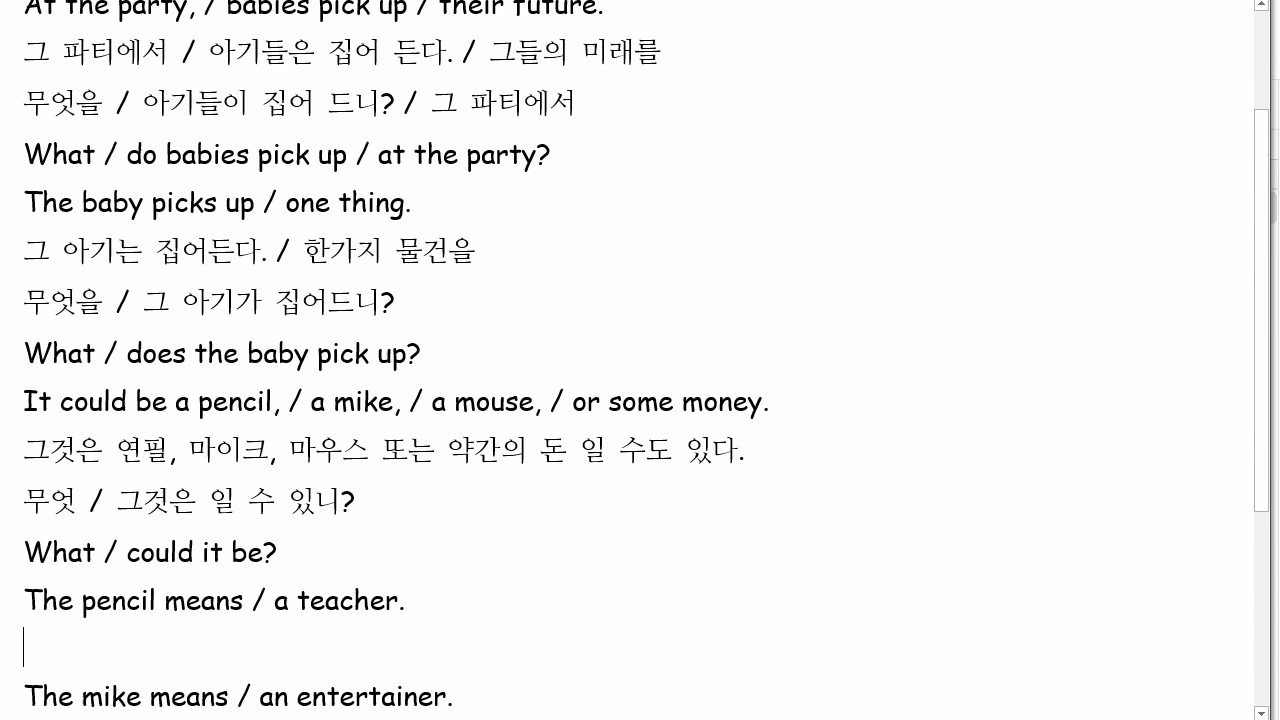 At the party, / babies pick up / their future.
그 파티에서 / 아기들은 집어 든다. / 그들의 미래를
무엇을 / 아기들이 집어 드니? / 그 파티에서
What / do babies pick up / at the party?
The baby picks up / one thing.
그 아기는 집어든다. / 한가지 물건을
무엇을 / 그 아기가 집어드니?
What / does the baby pick up?
It could be a pencil, / a mike, / a mouse, / or some money.
그것은 연필, 마이크, 마우스 또는 약간의 돈 일 수도 있다.
무엇 / 그것은 일 수 있니?
What / could it be?
The pencil means / a teacher.
The mike means / an entertainer.